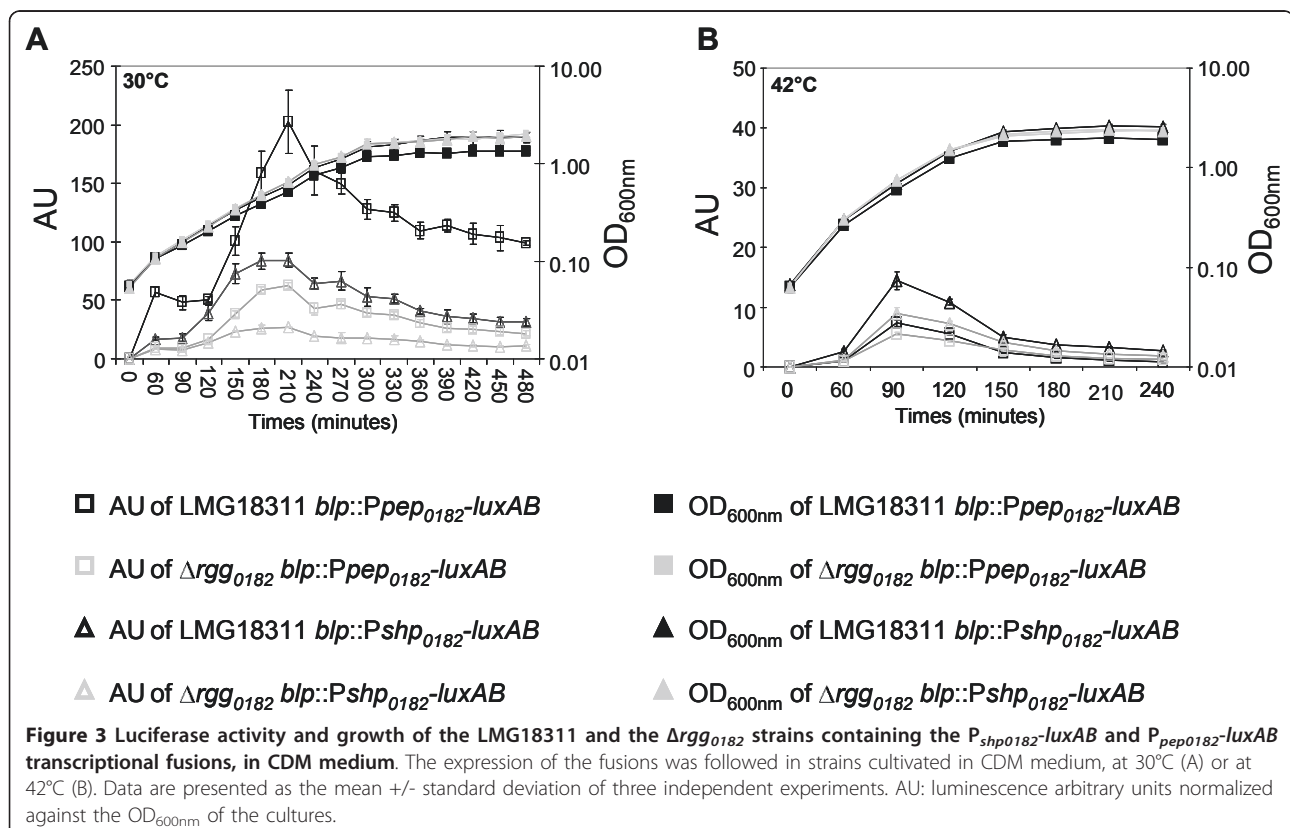 A
B
250
200
150
100
50
0
AU
30°C
10.00
1.00
0.10
0.01
OD600nm
0 60 90 120 150 180 210 240 270 300 330 360 390 420 450 480
Times (minutes)
50
40
30
20
10
0
AU
42°C
10.00
1.00
0.10
0.01
OD600nm
0 60 90 120 150 180 210 240
Times (minutes)
AU of LMG18311 blp::Ppep0182-luxAB
OD600nm of LMG18311 blp::Ppep0182-luxAB
AU of Δrgg0182 blp::Ppep0182-luxAB
OD600nm of Δrgg0182 blp::Ppep0182-luxAB
AU of LMG18311 blp::Pshp0182-luxAB
OD600nm of LMG18311 blp::Pshp0182-luxAB
AU of Δrgg0182 blp::Pshp0182-luxAB
OD600nm of Δrgg0182 blp::Pshp0182-luxAB
Figure 3 Luciferase activity and growth of the LMG18311 and the Δrgg0182 strains containing the Pshp0182-luxAB and Ppep0182-luxAB
transcriptional fusions, in CDM medium. The expression of the fusions was followed in strains cultivated in CDM medium, at 30°C (A) or at
42°C (B). Data are presented as the mean +/- standard deviation of three independent experiments. AU: luminescence arbitrary units normalized
against the OD600nm of the cultures.